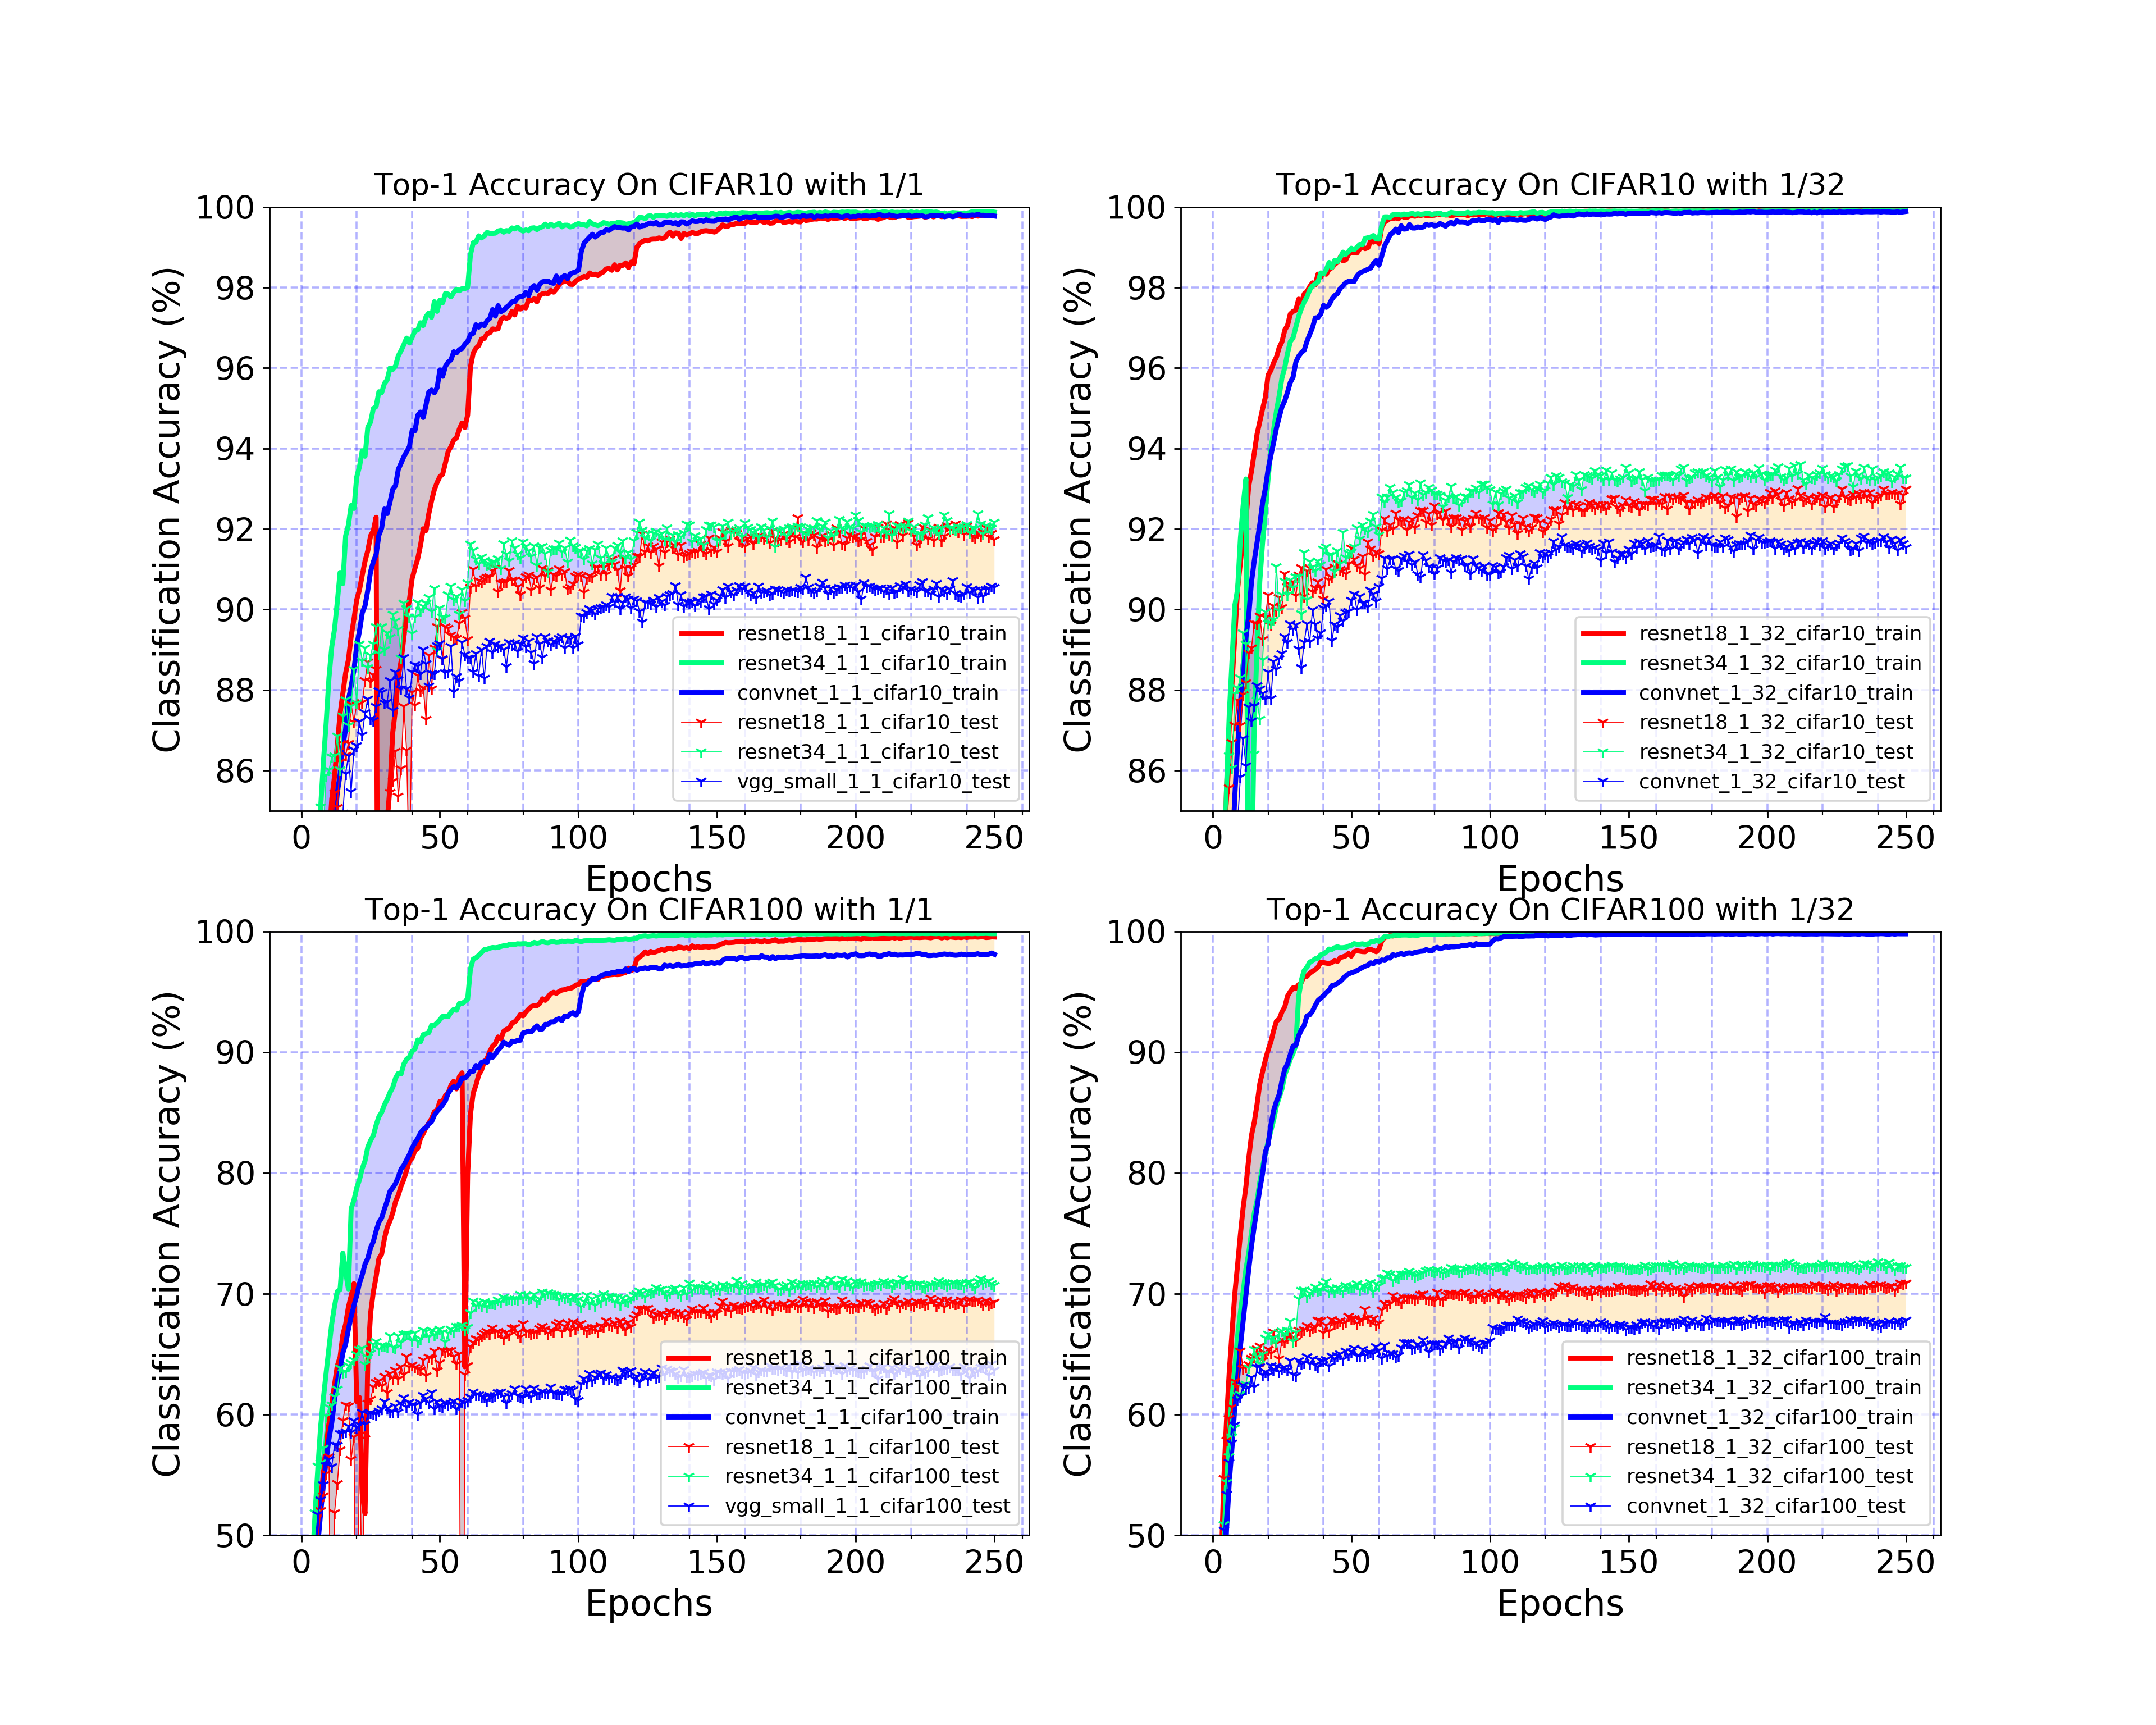 Top-1 Accuracy On CIFAR10 with 1/1
Classification Accuracy (%)
100
98
96
94
92
90
88
86
0 50 100 150 200 250
Epochs
resnet18_1_1_cifar10_train
resnet34_1_1_cifar10_train
convnet_1_1_cifar10_train
resnet18_1_1_cifar10_test
resnet34_1_1_cifar10_test
vgg_small_1_1_cifar10_test
Top-1 Accuracy On CIFAR10 with 1/32
Classification Accuracy (%)
100
98
96
94
92
90
88
86
0 50 100 150 200 250
Epochs
resnet18_1_32_cifar10_train
resnet34_1_32_cifar10_train
convnet_1_32_cifar10_train
resnet18_1_32_cifar10_test
resnet34_1_32_cifar10_test
convnet_1_32_cifar10_test
Top-1 Accuracy On CIFAR100 with 1/1
Classification Accuracy (%)
100
90
80
70
60
50
0 50 100 150 200 250
Epochs
resnet18_1_1_cifar100_train
resnet34_1_1_cifar100_train
convnet_1_1_cifar100_train
resnet18_1_1_cifar100_test
resnet34_1_1_cifar100_test
vgg_small_1_1_cifar100_test
Top-1 Accuracy On CIFAR100 with 1/32
Classification Accuracy (%)
100
90
80
70
60
50
0 50 100 150 200 250
Epochs
resnet18_1_32_cifar100_train
resnet34_1_32_cifar100_train
convnet_1_32_cifar100_train
resnet18_1_32_cifar100_test
resnet34_1_32_cifar100_test
convnet_1_32_cifar100_test